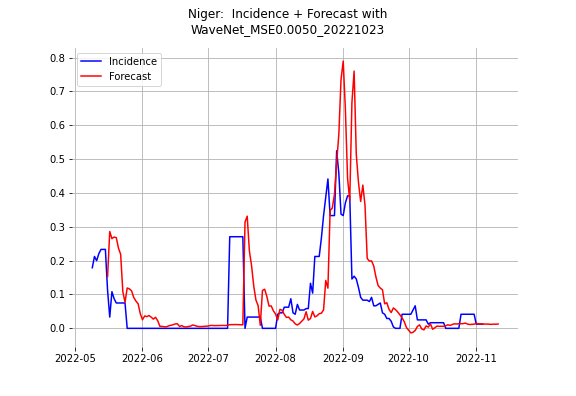 Niger:  Incidence + Forecast with
WaveNet_MSE0.0050_20221023
Incidence
Forecast
0.8
0.7
0.6
0.5
0.4
0.3
0.2
0.1
0.0
2022-05 2022-06 2022-07 2022-08 2022-09 2022-10 2022-11